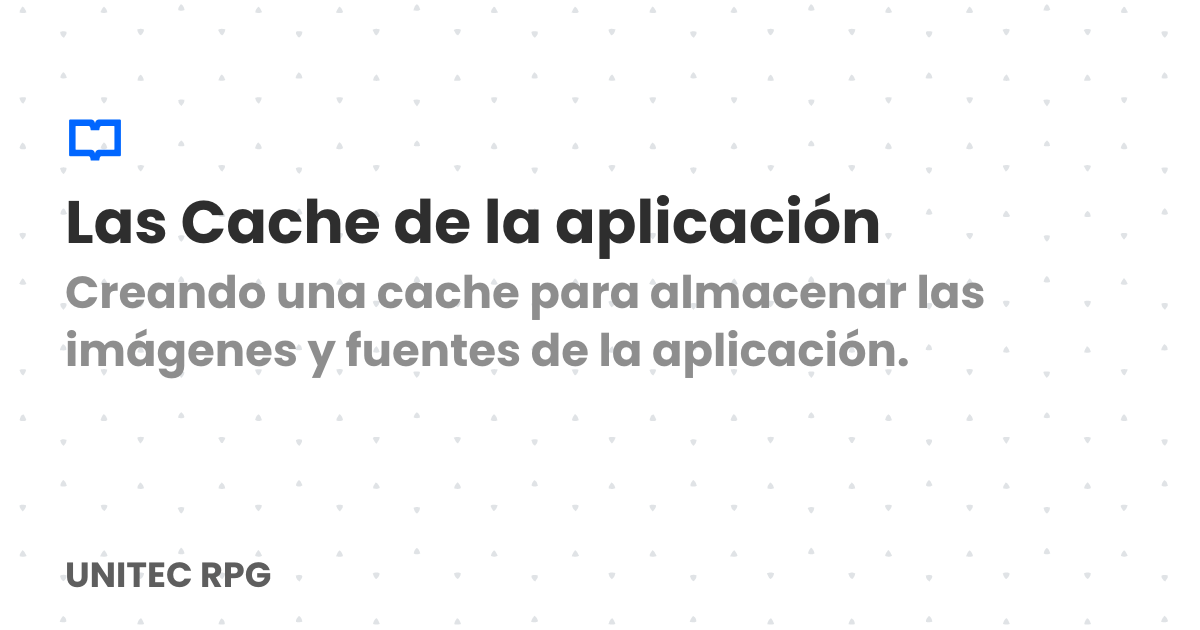 Las Cache de la aplicación
Creando una cache para almacenar las
imágenes y fuentes de la aplicación.
UNITEC RPG